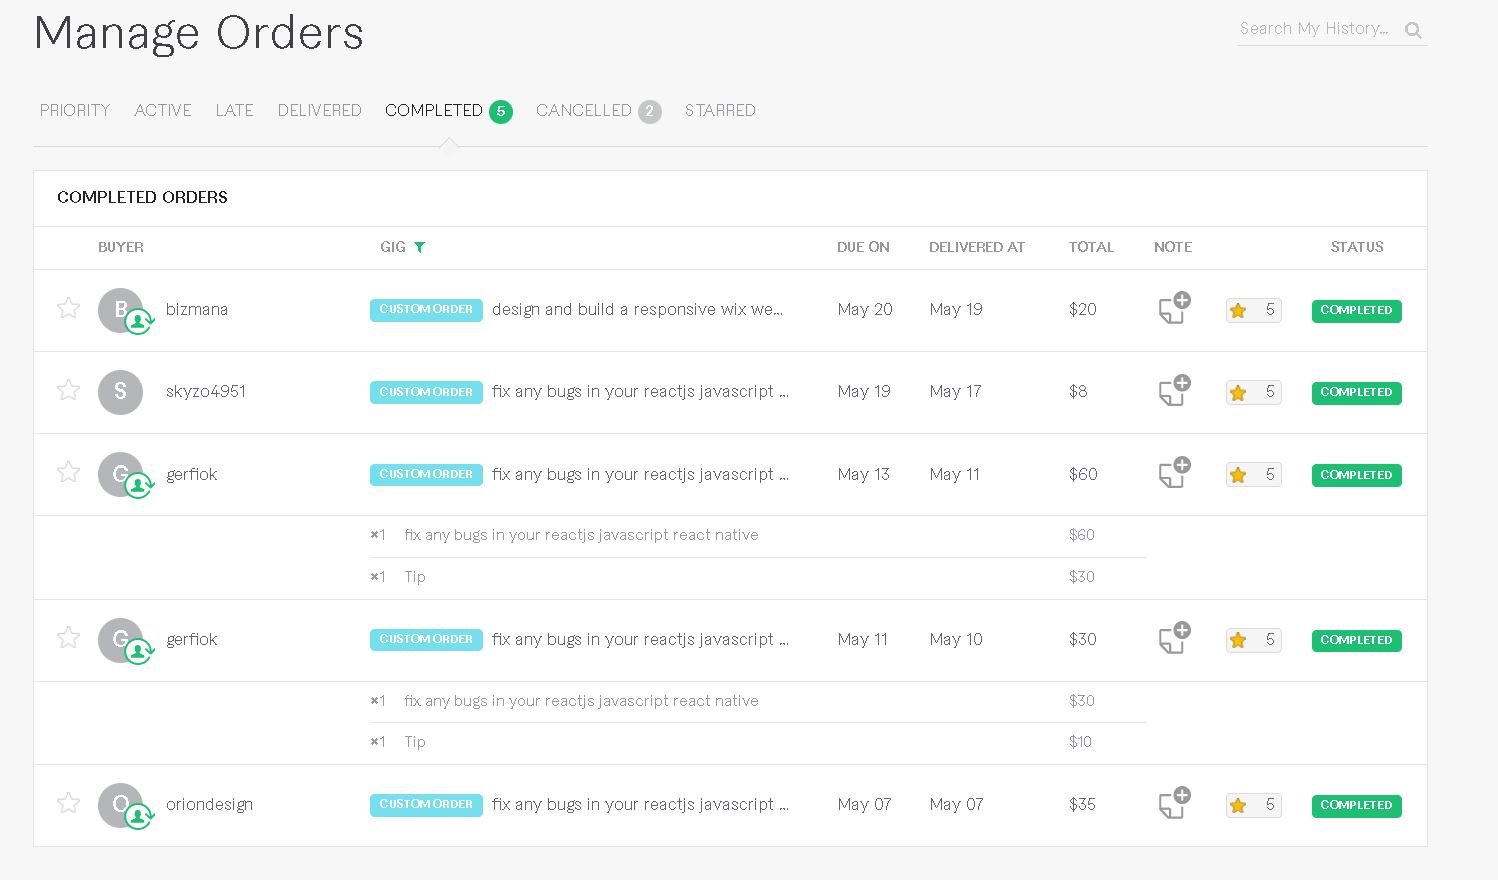 Manage Orders
Search My History...
PRIORITY ACTIVE LATE DELIVERED COMPLETED 5 CANCELLED 2 STARRED
COMPLETED ORDERS
BUYER GIG DUE ON DELIVERED AT TOTAL NOTE STATUS
B bizmana CUSTOM ORDER design and build a responsive wix we... May 20 May 19 $20 5 COMPLETED
S skyzo4951 CUSTOM ORDER fix any bugs in your reactjs javascript ... May 19 May 17 $8 5 COMPLETED
G gerfiok CUSTOM ORDER fix any bugs in your reactjs javascript ... May 13 May 11 $60 5 COMPLETED
×1 fix any bugs in your reactjs javascript react native $60
×1 Tip $30
G gerfiok CUSTOM ORDER fix any bugs in your reactjs javascript ... May 11 May 10 $30 5 COMPLETED
×1 fix any bugs in your reactjs javascript react native $30
×1 Tip $10
O oriondesign CUSTOM ORDER fix any bugs in your reactjs javascript ... May 07 May 07 $35 5 COMPLETED